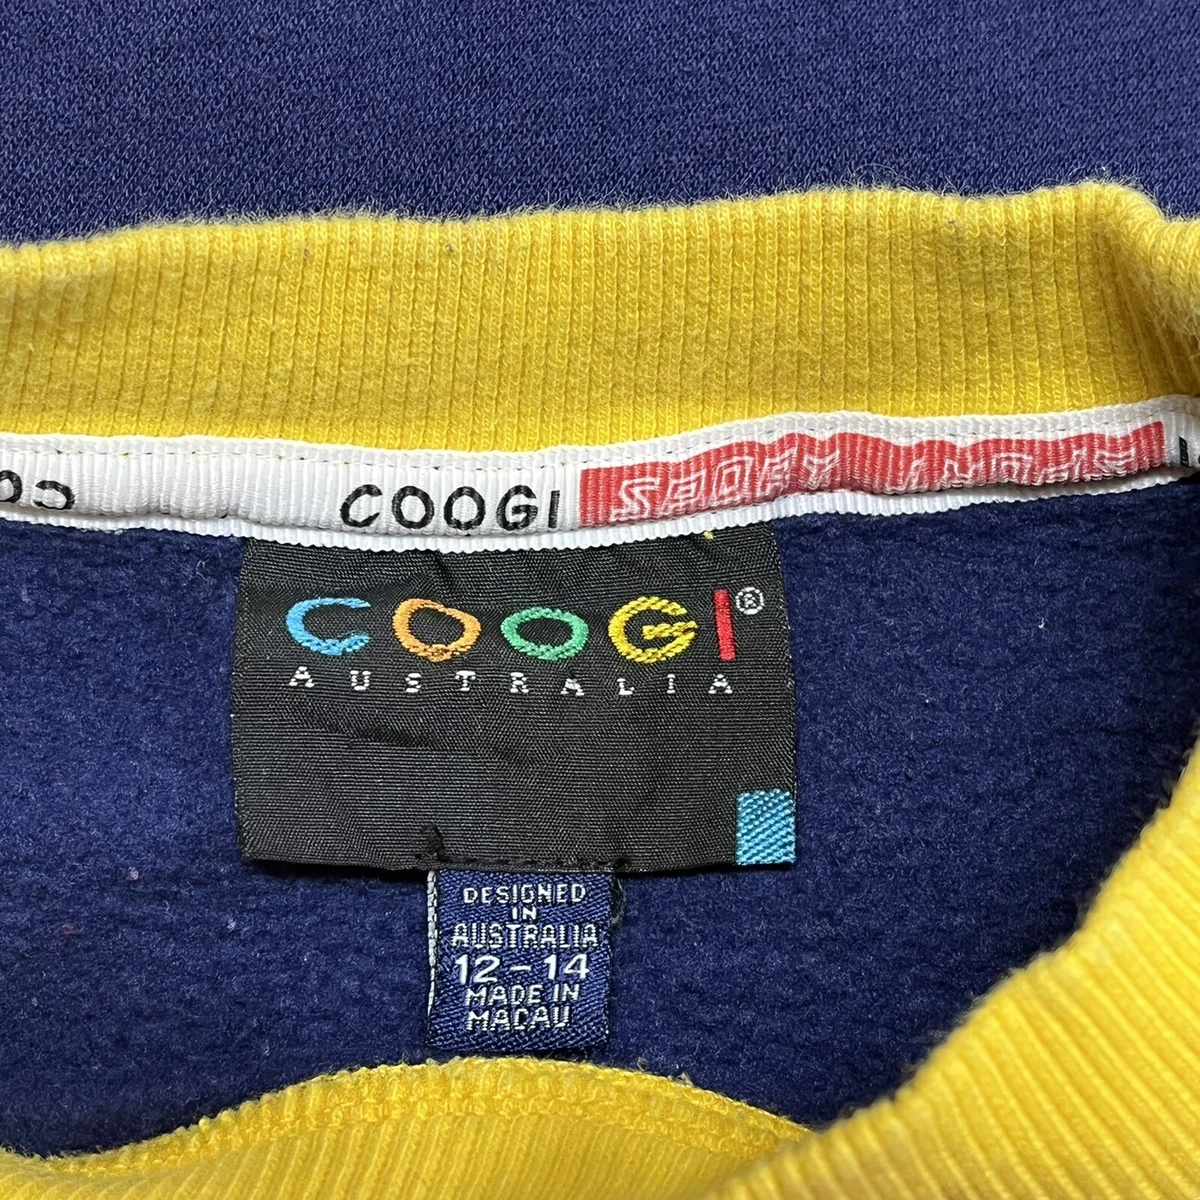 COOGI
COOGI®
AUSTRALIA
DESIGNED
IN
AUSTRALIA
12-14
MADE IN
MACAU